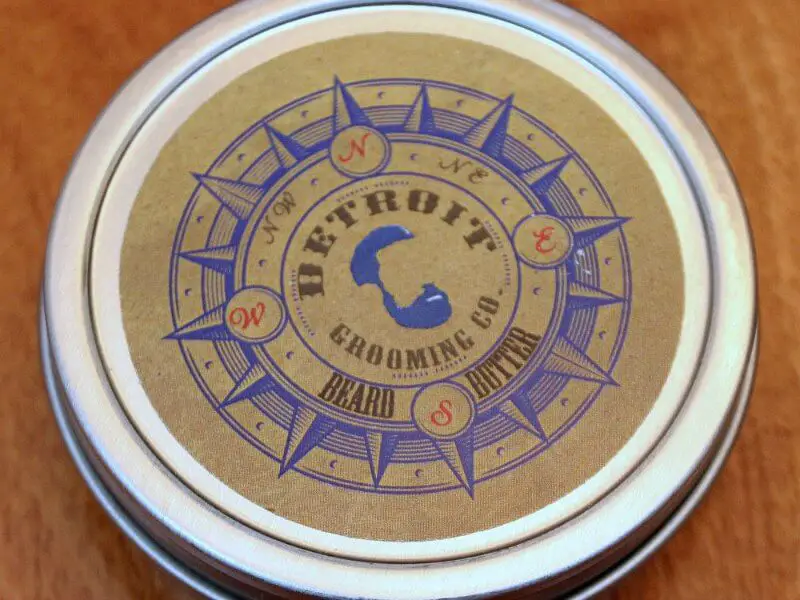 N
NE
E
NW
W
S
DETROIT
GROOMING CO.
BEARD BUTTER